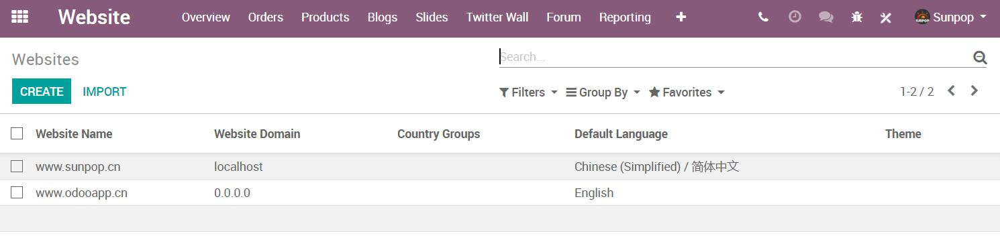 Website Overview Orders Products Blogs Slides Twitter Wall Forum Reporting Sunpop
Websites Search...
CREATE IMPORT Filters Group By Favorites 1-2 / 2
Website Name Website Domain Country Groups Default Language Theme
www.sunpop.cn localhost Chinese (Simplified) / 简体中文
www.odooapp.cn 0.0.0.0 English